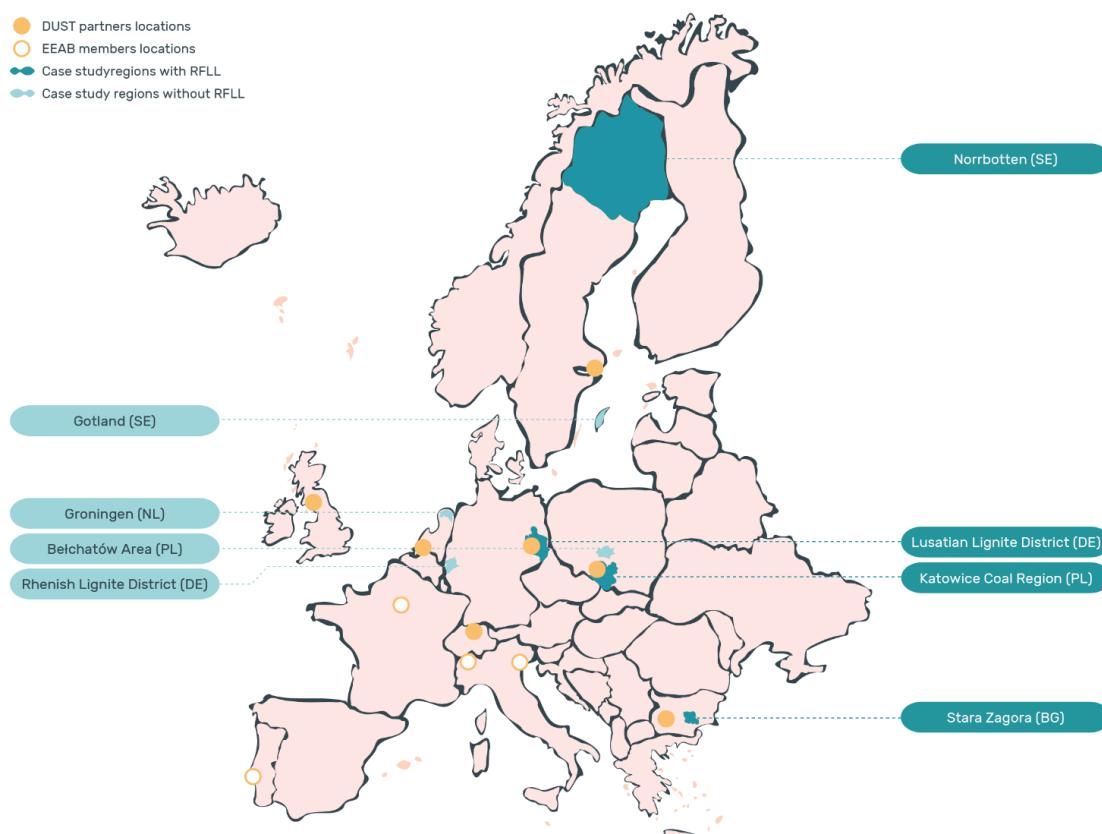 DUST partners locations
EEAB members locations
Case studyregions with RFLL
Case study regions without RFLL
Norrbotten (SE)
Gotland (SE)
Groningen (NL)
Bełchatów Area (PL)
Rhenish Lignite District (DE)
Lusatian Lignite District (DE)
Katowice Coal Region (PL)
Stara Zagora (BG)